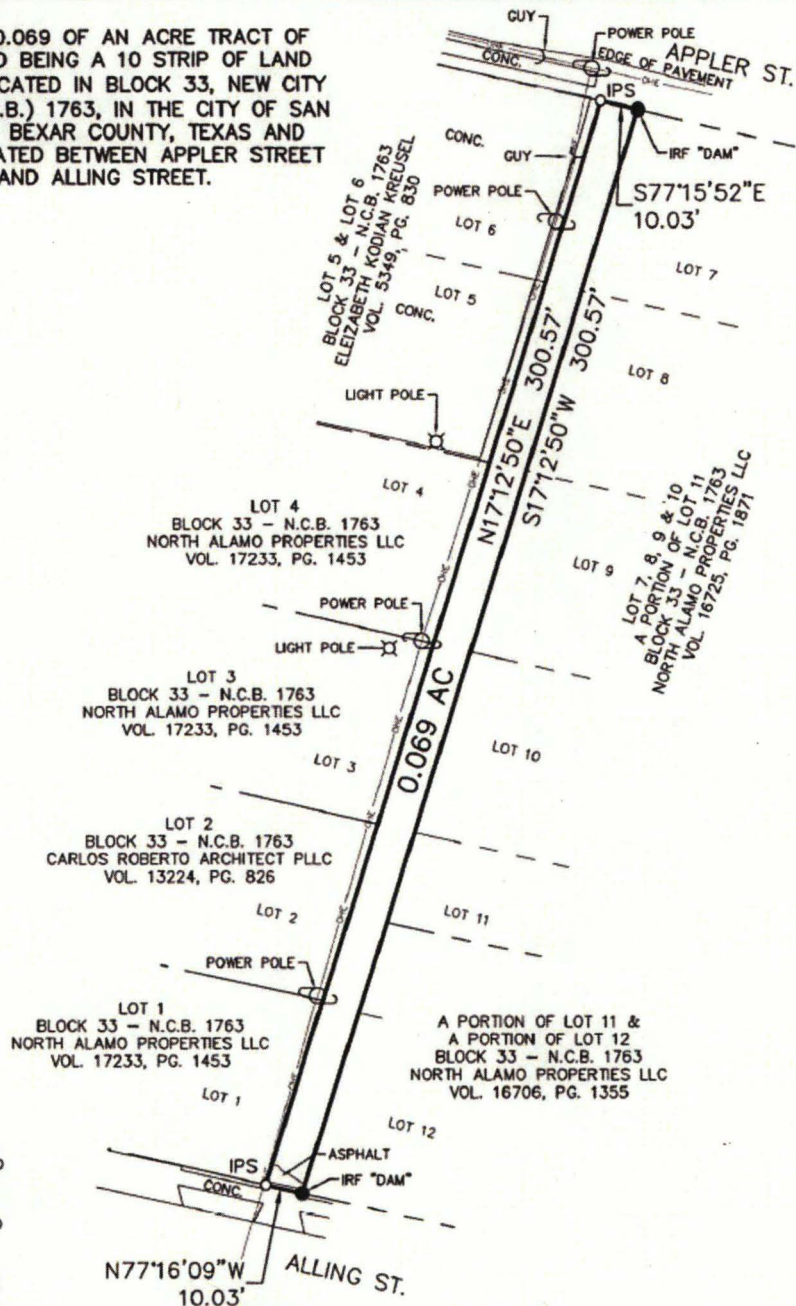 0.069 OF AN ACRE TRACT OF
D BEING A 10 STRIP OF LAND
CATED IN BLOCK 33, NEW CITY
.B.) 1763, IN THE CITY OF SAN
BEXAR COUNTY, TEXAS AND
ATED BETWEEN APPLER STREET
AND ALLING STREET.
GUY
POWER POLE
CONC.
OHE
EDGE OF PAVEMENT
APPLER ST.
IPS
IRF "DAM"
S77°15'52"E
10.03'
CONC.
GUY
POWER POLE
LOT 6
LOT 5 & LOT 6
BLOCK 33 - N.C.B. 1763
ELEIZABETH KODIAN KREUSEL
VOL. 5349, PG. 830
LOT 5
CONC.
OHE
LOT 7
LOT 8
N17°12'50"E 300.57'
S17°12'50"W 300.57'
OHE
LIGHT POLE
OHE
LOT 4
LOT 4
BLOCK 33 - N.C.B. 1763
NORTH ALAMO PROPERTIES LLC
VOL. 17233, PG. 1453
LOT 9
LOT 7, 8, 9 & 10
A PORTION OF LOT 11
BLOCK 33 - N.C.B. 1763
NORTH ALAMO PROPERTIES LLC
VOL. 16725, PG. 1871
OHE
POWER POLE
LIGHT POLE
LOT 3
BLOCK 33 - N.C.B. 1763
NORTH ALAMO PROPERTIES LLC
VOL. 17233, PG. 1453
OHE
0.069 AC
LOT 3
LOT 10
LOT 2
BLOCK 33 - N.C.B. 1763
CARLOS ROBERTO ARCHITECT PLLC
VOL. 13224, PG. 826
OHE
LOT 2
OHE
LOT 11
POWER POLE
LOT 1
BLOCK 33 - N.C.B. 1763
NORTH ALAMO PROPERTIES LLC
VOL. 17233, PG. 1453
A PORTION OF LOT 11 &
A PORTION OF LOT 12
BLOCK 33 - N.C.B. 1763
NORTH ALAMO PROPERTIES LLC
VOL. 16706, PG. 1355
OHE
LOT 1
LOT 12
ASPHALT
IPS
IRF "DAM"
CONC.
N77°16'09"W
10.03'
ALLING ST.